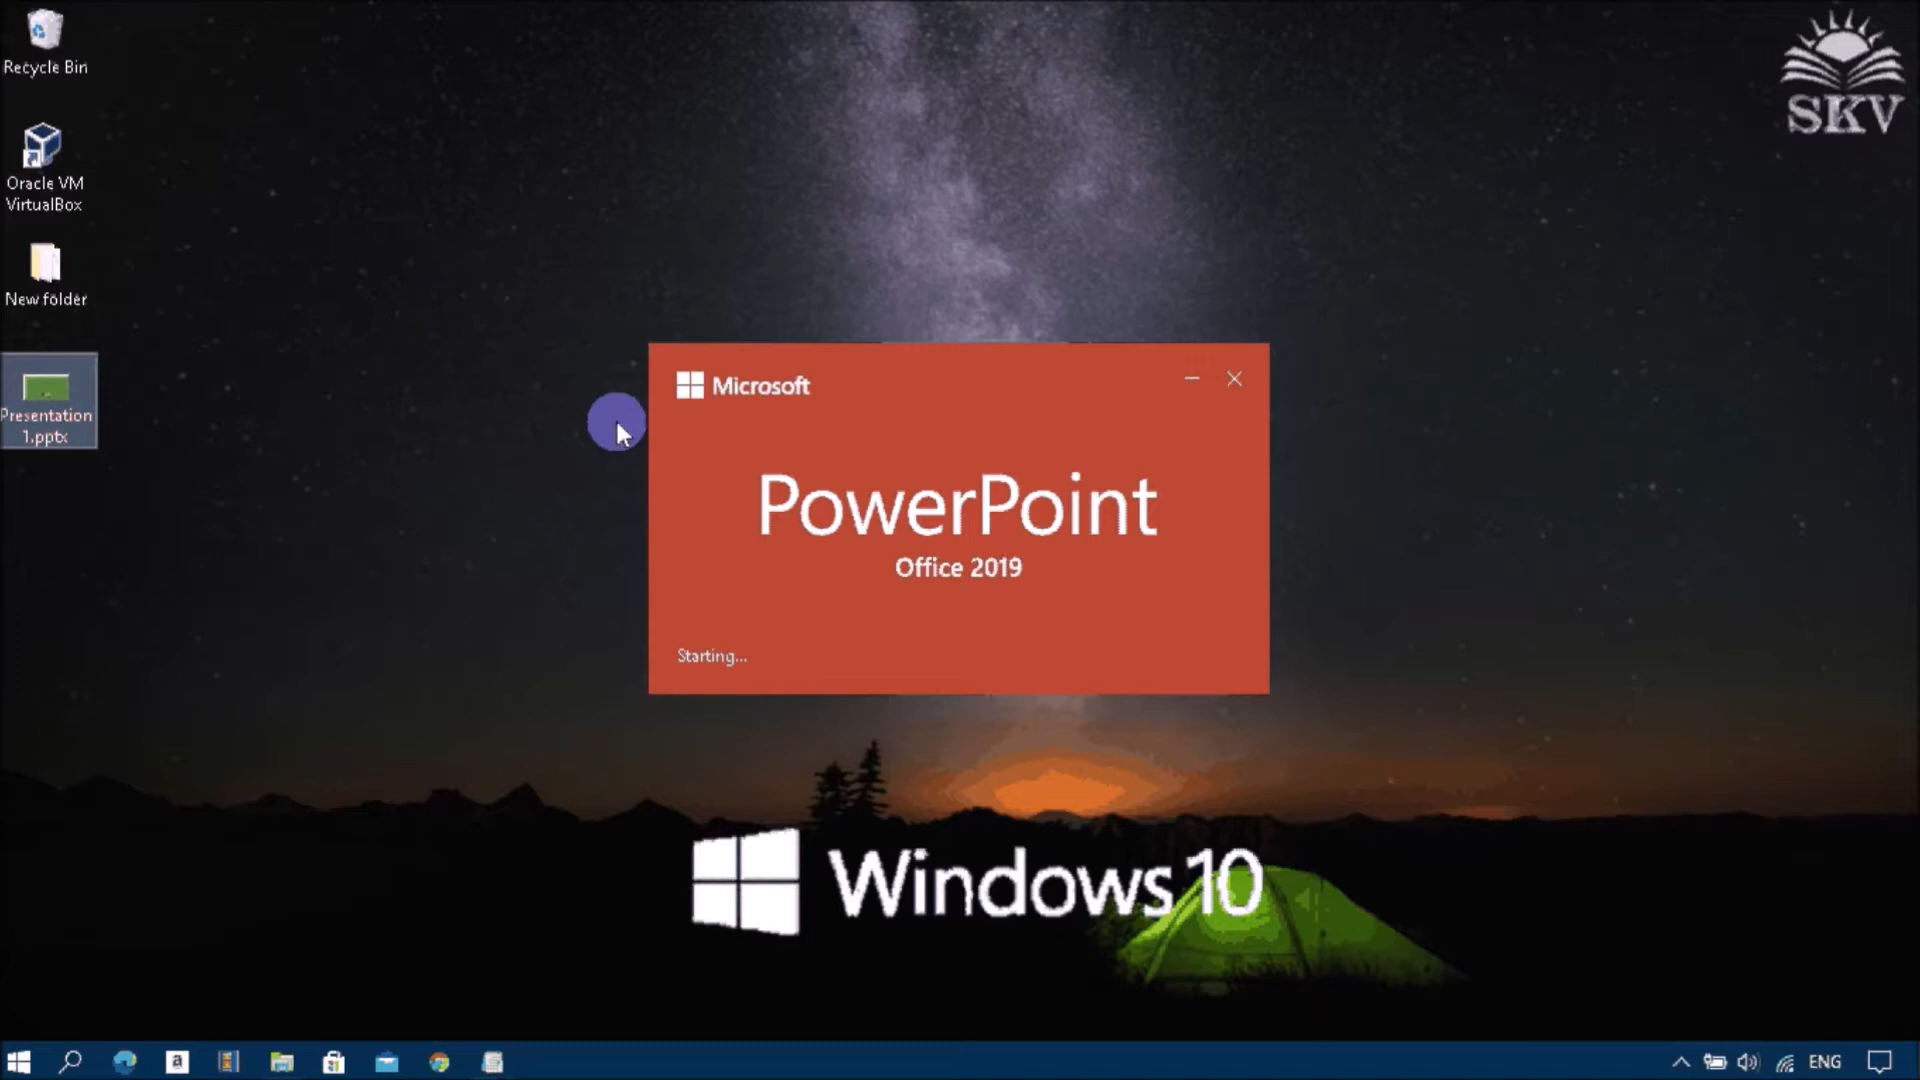 Recycle Bin
SKV
Oracle VM
VirtualBox
New folder
Presentation
1.pptx
Microsoft
PowerPoint
Office 2019
Starting...
Windows 10
a
ENG